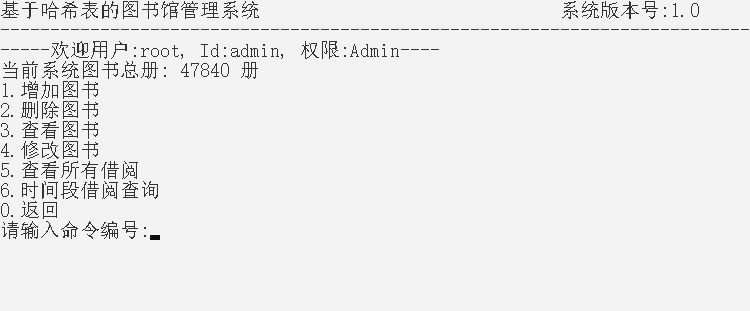 基于哈希表的图书馆管理系统 系统版本号:1.0
---------------------------------------------------------------------------
-----欢迎用户:root, Id:admin, 权限:Admin----
当前系统图书总册: 47840 册
1.增加图书
2.删除图书
3.查看图书
4.修改图书
5.查看所有借阅
6.时间段借阅查询
0.返回
请输入命令编号: